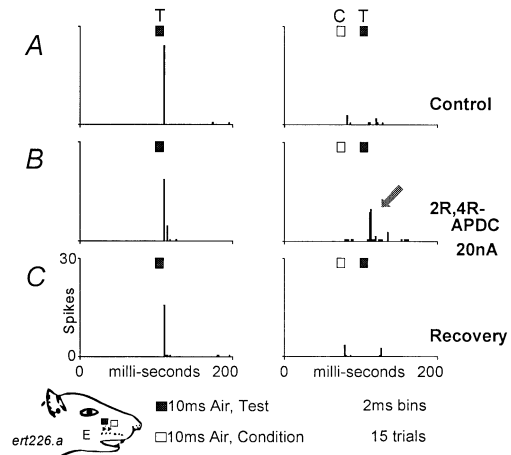 T
C T
A
Control
B
2R,4R-
APDC
20nA
C
30
Spikes
0
Recovery
0 milli-seconds 200
0 milli-seconds 200
E
ert226.a
10ms Air, Test
2ms bins
10ms Air, Condition
15 trials